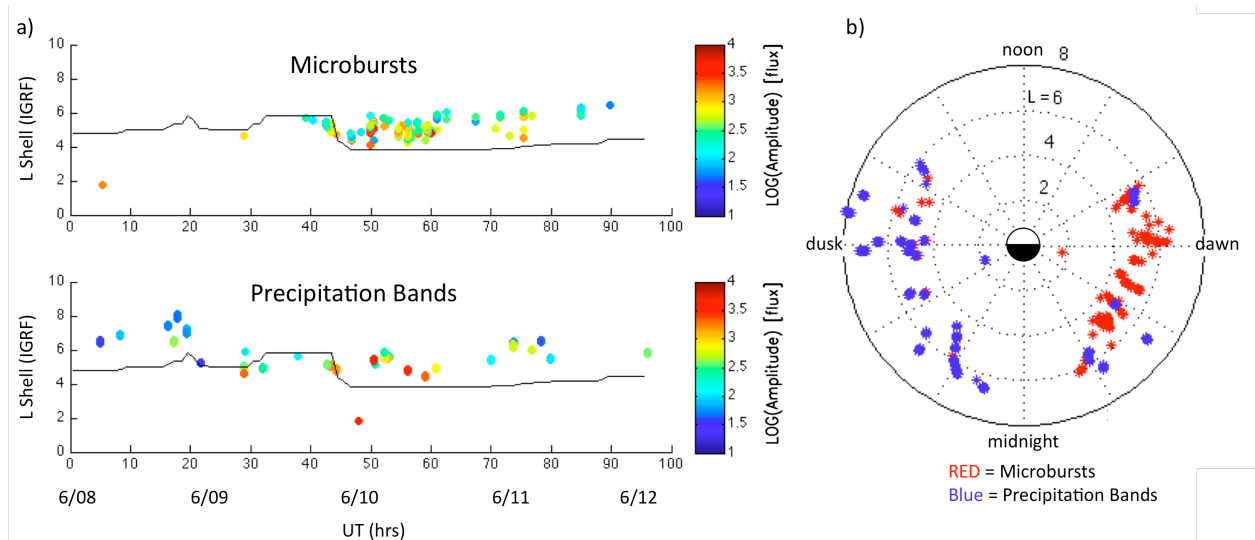 a)
Microbursts
L Shell (IGRF)
10
8
6
4
2
0
0 10 20 30 40 50 60 70 80 90 100
4
3.5
3
2.5
2
1.5
1
LOG(Amplitude) [flux]
Precipitation Bands
L Shell (IGRF)
10
8
6
4
2
0
0 10 20 30 40 50 60 70 80 90 100
4
3.5
3
2.5
2
1.5
1
LOG(Amplitude) [flux]
6/08 6/09 6/10 6/11 6/12
UT (hrs)
b)
noon 8
L = 6
4
2
dusk
dawn
midnight
RED = Microbursts
Blue = Precipitation Bands